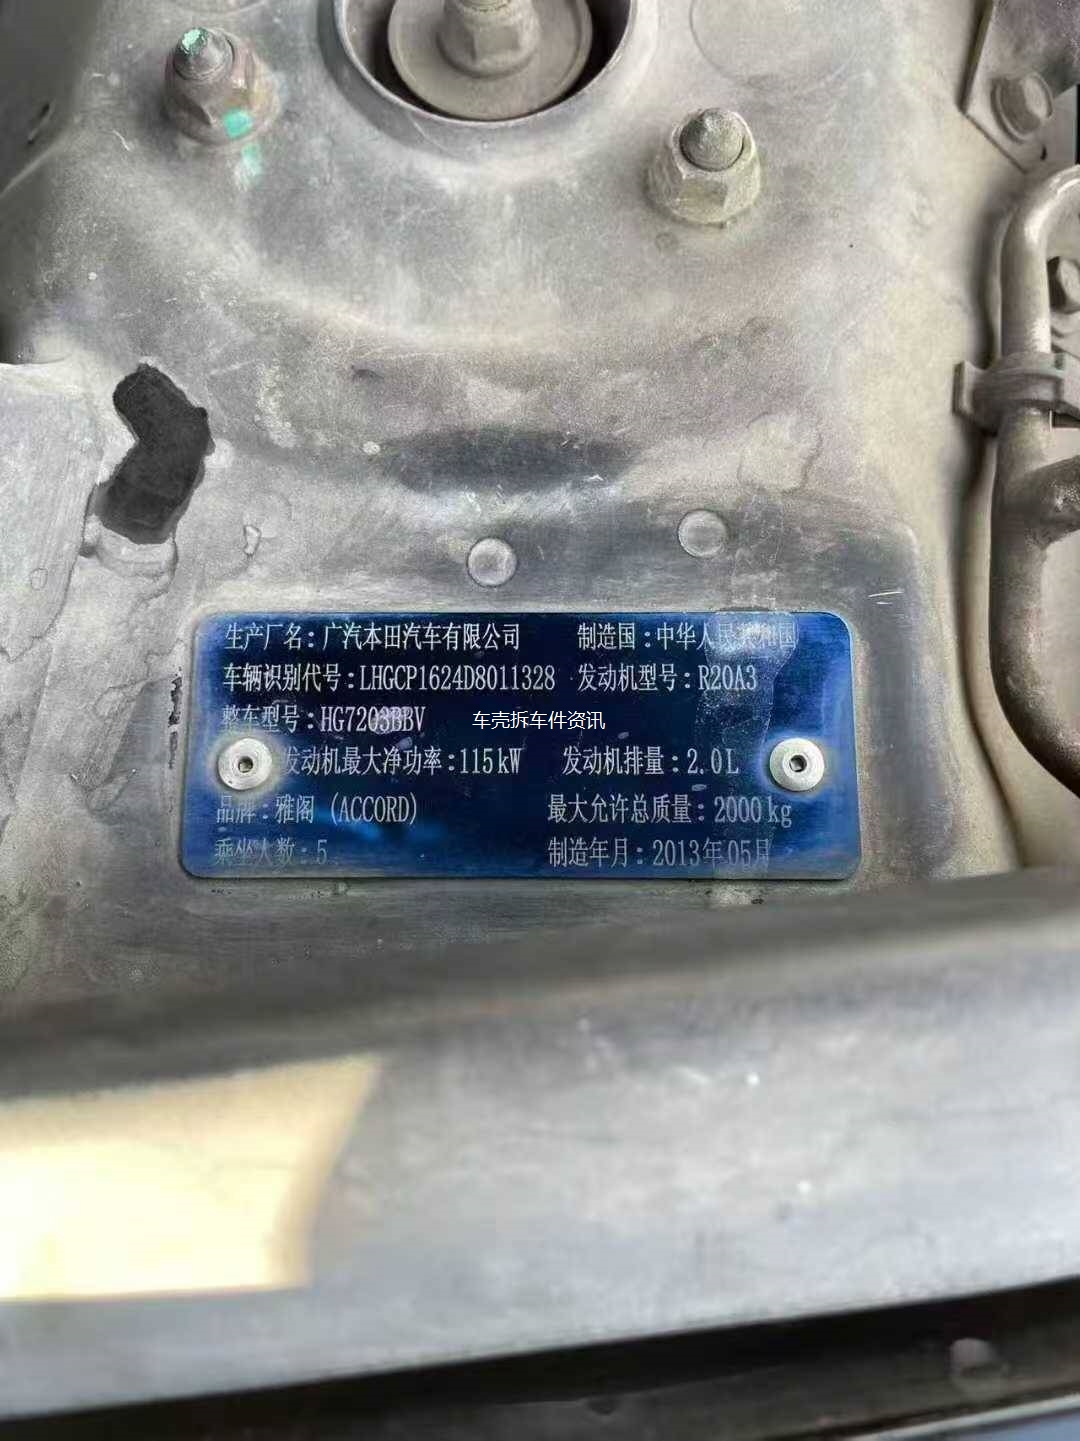 生产厂名：广汽本田汽车有限公司 制造国：中华人民共和国
车辆识别代号：LHGCP1624D8011328 发动机型号：R20A3
整车型号：HG7203BBV 车壳拆车件资讯
发动机最大净功率：115kW 发动机排量：2.0L
品牌：雅阁 (ACCORD) 最大允许总质量：2000kg
乘坐人数：5 制造年月：2013年05月